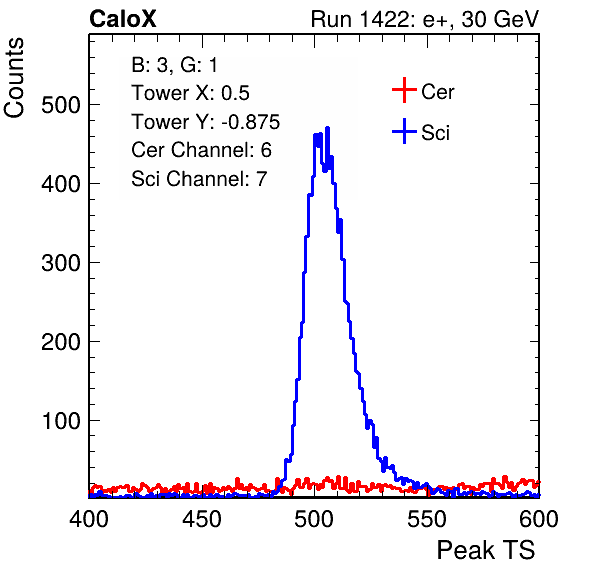 CaloX
Run 1422: e+, 30 GeV
Counts
B: 3, G: 1
Tower X: 0.5
Tower Y: -0.875
Cer Channel: 6
Sci Channel: 7
Cer
Sci
500
400
300
200
100
400 450 500 550 600
Peak TS